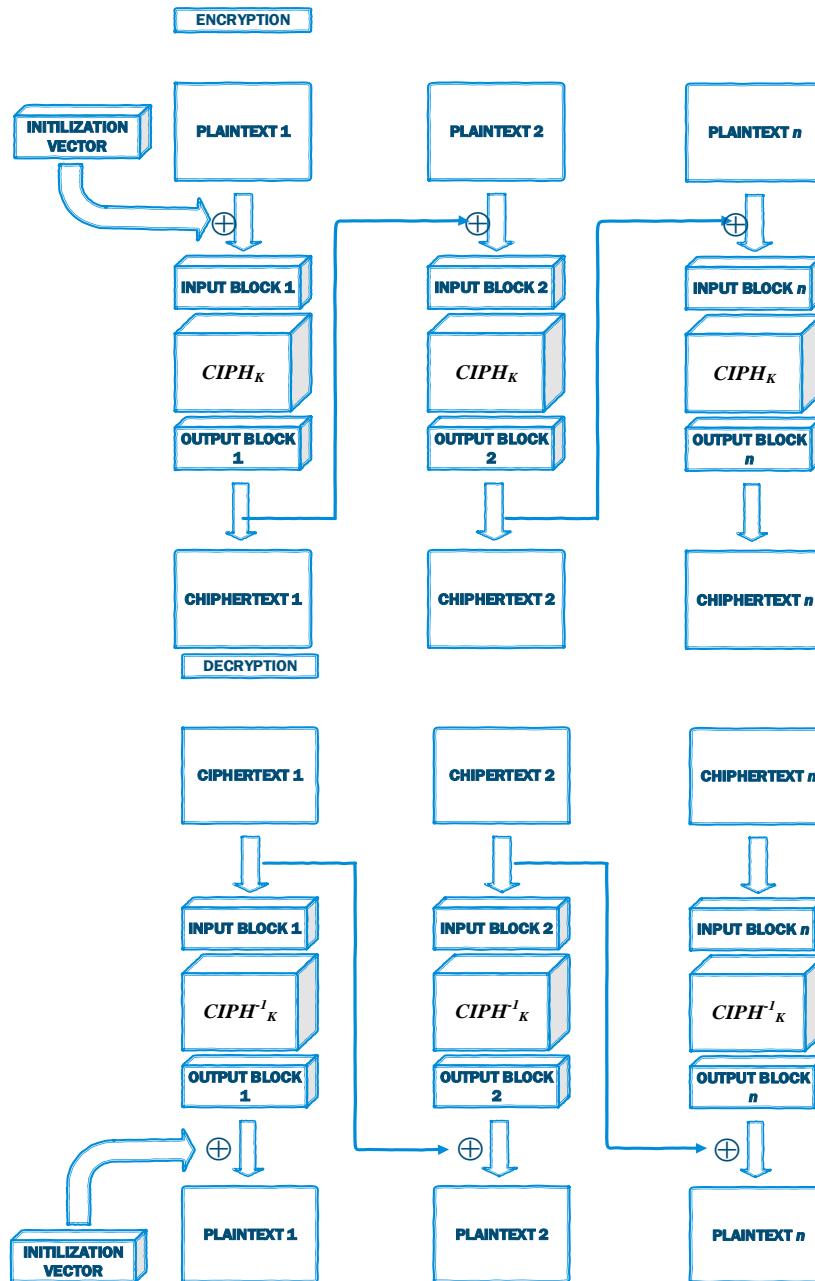 ENCRYPTION
INITILIZATION
VECTOR
PLAINTEXT 1
PLAINTEXT 2
PLAINTEXT n
INPUT BLOCK 1
INPUT BLOCK 2
INPUT BLOCK n
CIPHK
CIPHK
CIPHK
OUTPUT BLOCK
1
OUTPUT BLOCK
2
OUTPUT BLOCK
n
CHIPHERTEXT 1
CHIPHERTEXT 2
CHIPHERTEXT n
DECRYPTION
CIPHERTEXT 1
CHIPERTEXT 2
CHIPHERTEXT n
INPUT BLOCK 1
INPUT BLOCK 2
INPUT BLOCK n
CIPH-1K
CIPH-1K
CIPH-1K
OUTPUT BLOCK
1
OUTPUT BLOCK
2
OUTPUT BLOCK
n
INITILIZATION
VECTOR
PLAINTEXT 1
PLAINTEXT 2
PLAINTEXT n